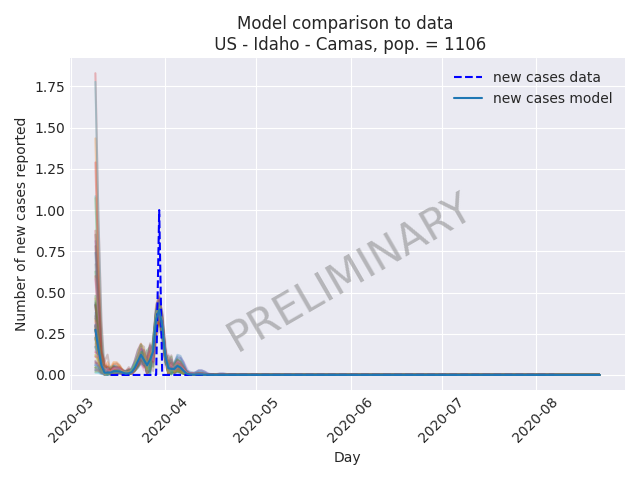 Model comparison to data
US - Idaho - Camas, pop. = 1106
Number of new cases reported
1.75
1.50
1.25
1.00
0.75
0.50
0.25
0.00
new cases data
new cases model
PRELIMINARY
2020-03
2020-04
2020-05
2020-06
2020-07
2020-08
Day